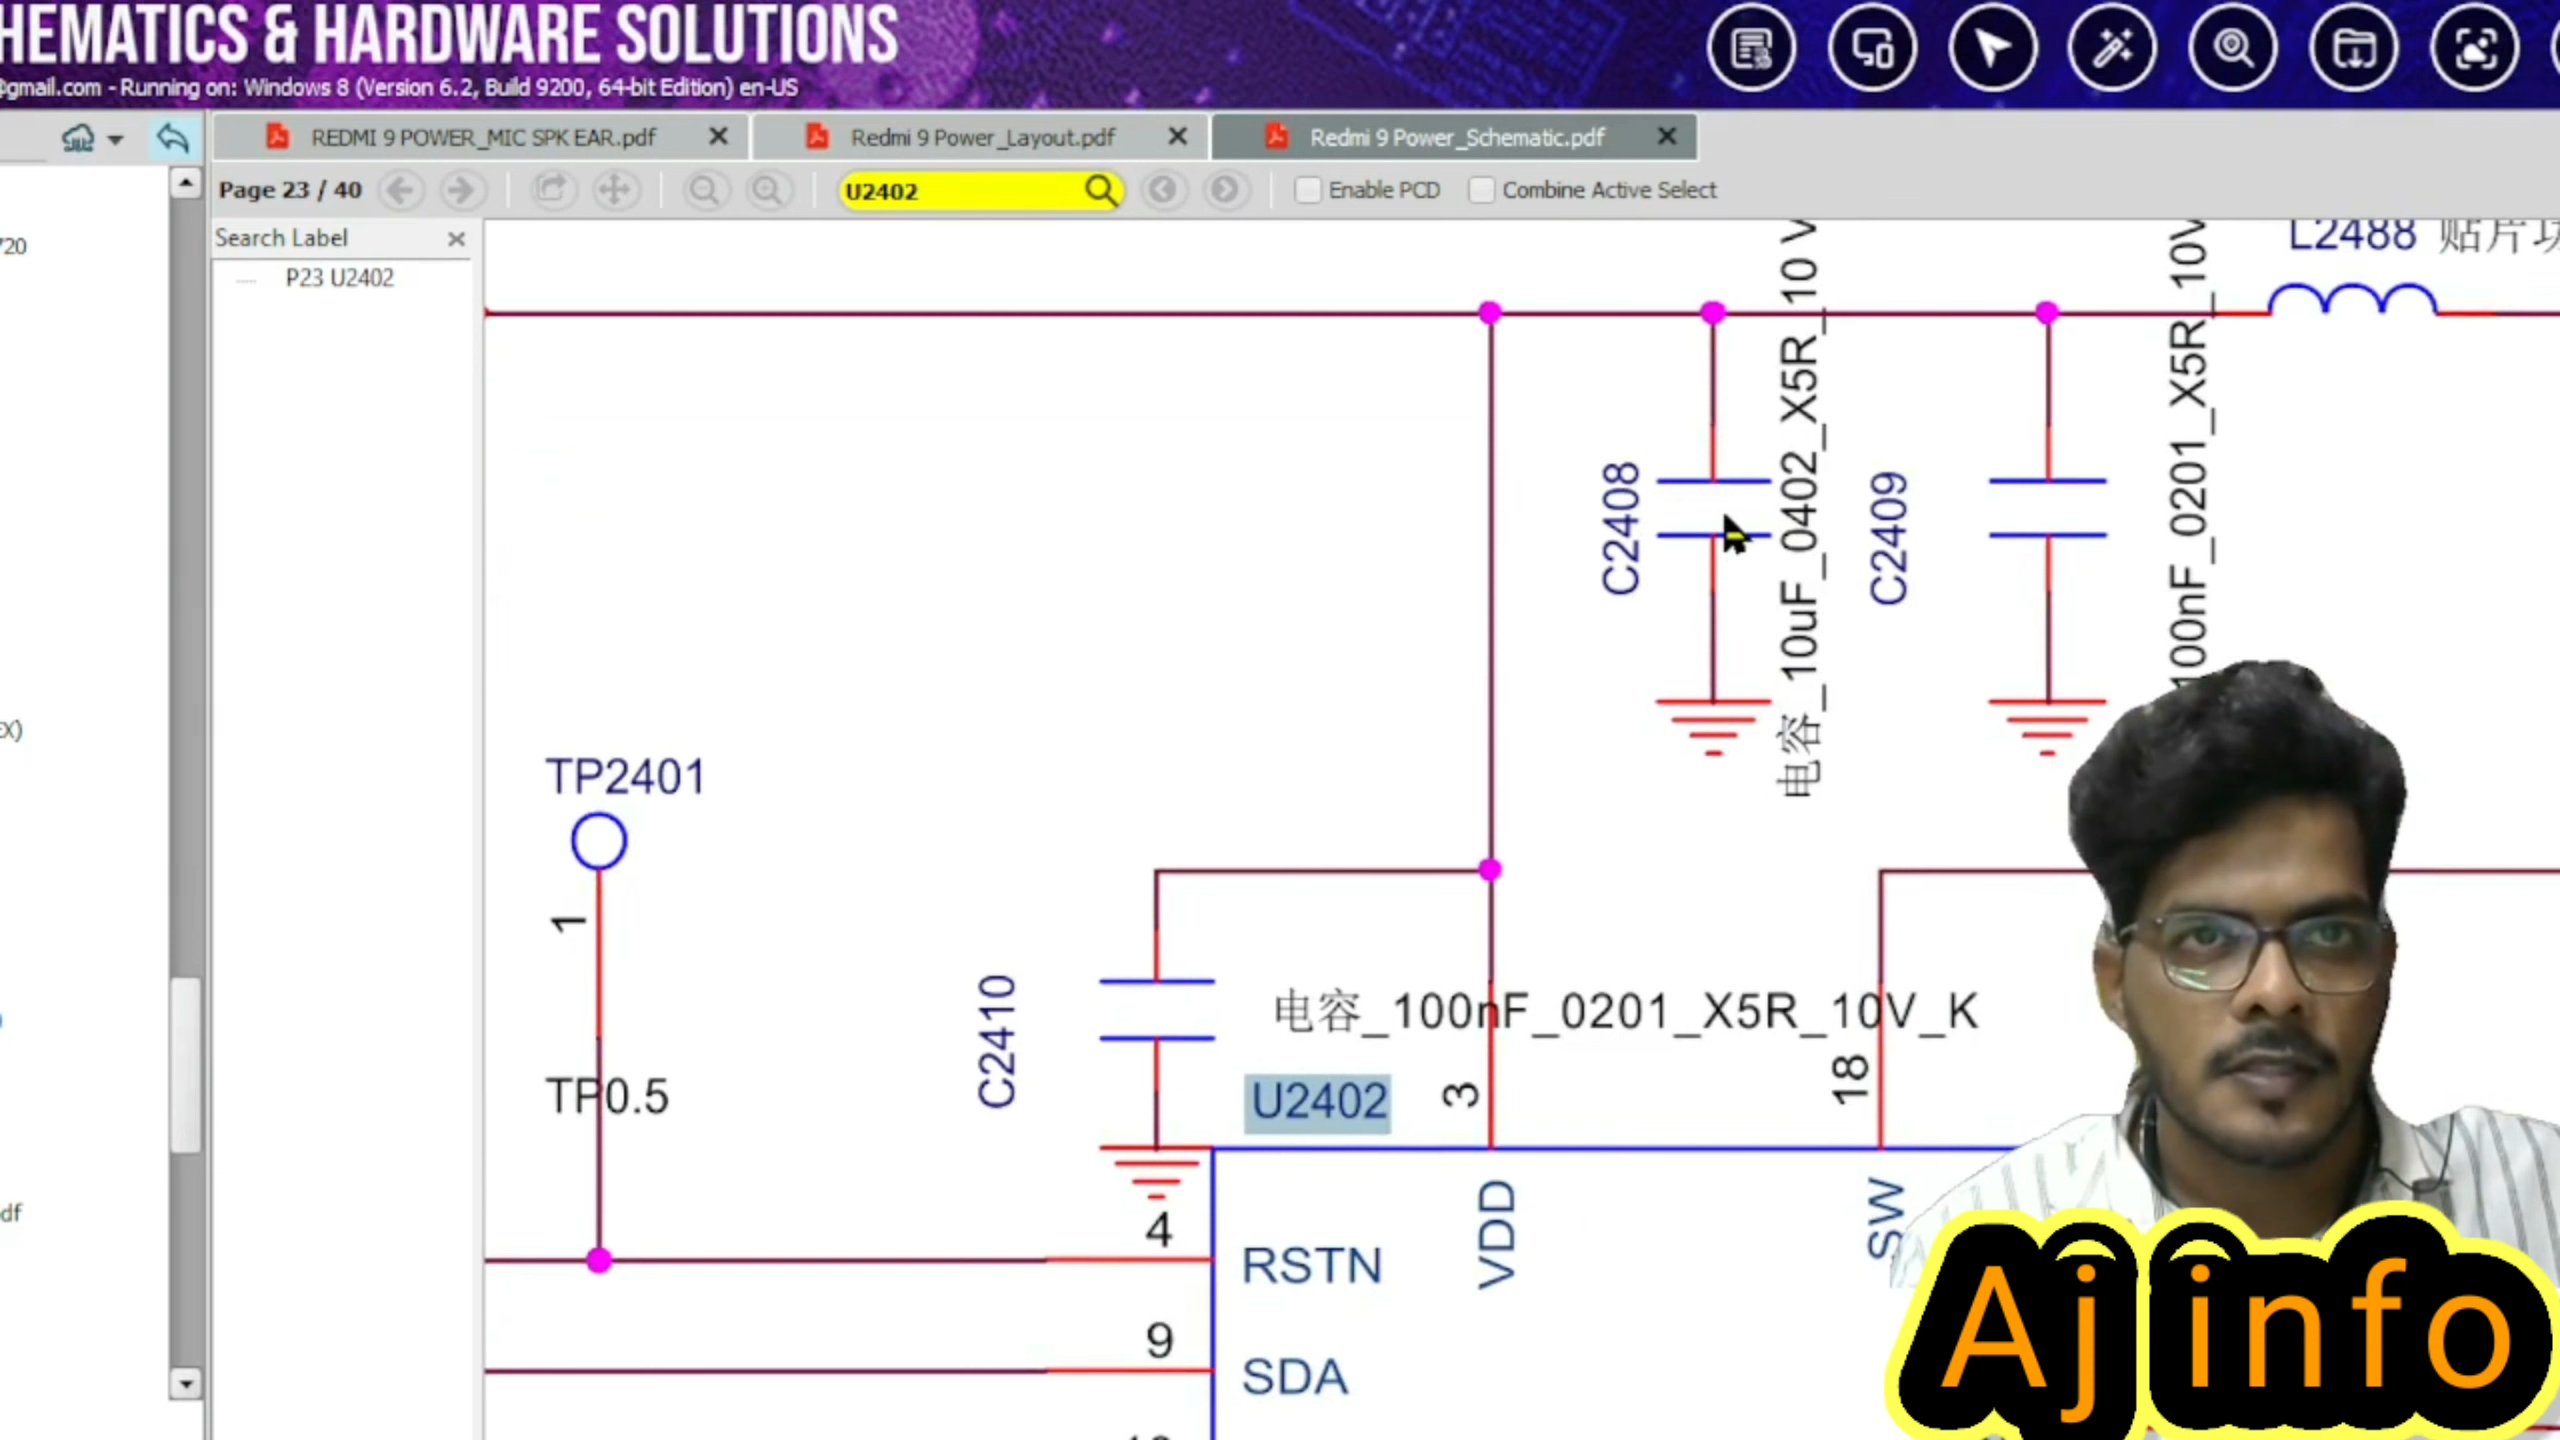 HEMATICS & HARDWARE SOLUTIONS
@gmail.com - Running on: Windows 8 (Version 6.2, Build 9200, 64-bit Edition) en-US
REDMI 9 POWER_MIC SPK EAR.pdf
Redmi 9 Power_Layout.pdf
Redmi 9 Power_Schematic.pdf
Page 23 / 40
U2402
Enable PCD
Combine Active Select
Search Label
P23 U2402
720
EX)
df
L2488 贴片
C2408
电容_10uF_0402_X5R_10 V
C2409
100nF_0201_X5R_10V
TP2401
1
TP0.5
C2410
电容_100nF_0201_X5R_10V_K
U2402
3
18
VDD
SW
4
RSTN
9
SDA
Aj info